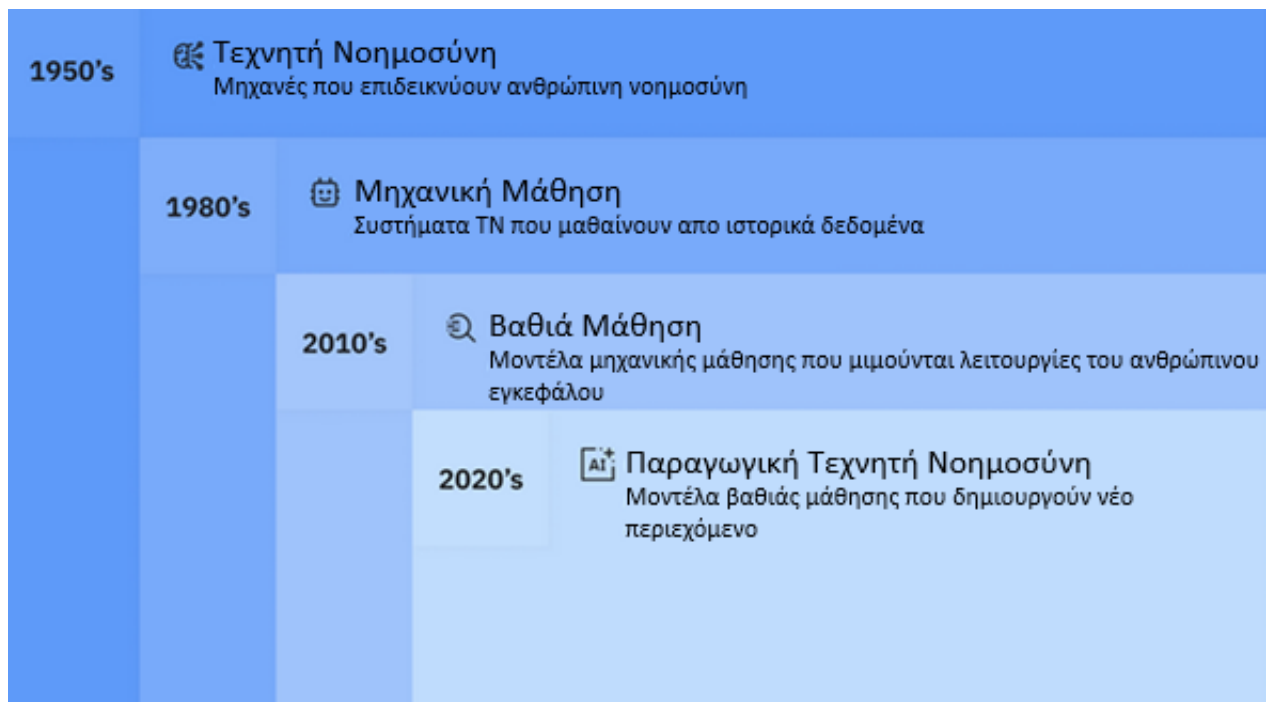 1950's
Τεχνητή Νοημοσύνη
Μηχανές που επιδεικνύουν ανθρώπινη νοημοσύνη
1980's
Μηχανική Μάθηση
Συστήματα ΤΝ που μαθαίνουν απο ιστορικά δεδομένα
2010's
Βαθιά Μάθηση
Μοντέλα μηχανικής μάθησης που μιμούνται λειτουργίες του ανθρώπινου
εγκεφάλου
2020's
AI
Παραγωγική Τεχνητή Νοημοσύνη
Μοντέλα βαθιάς μάθησης που δημιουργούν νέο
περιεχόμενο